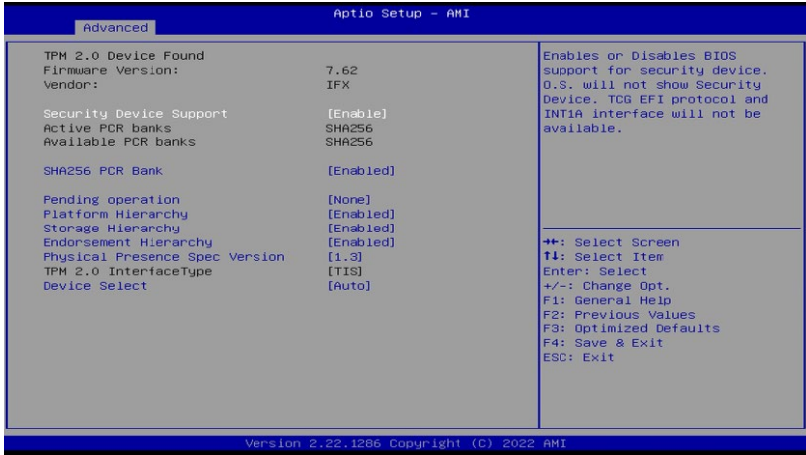 Aptio Setup – AMI
Advanced
TPM 2.0 Device Found
Firmware Version: 7.62
Vendor: IFX
Security Device Support [Enable]
Active PCR banks SHA256
Available PCR banks SHA256
SHA256 PCR Bank [Enabled]
Pending operation [None]
Platform Hierarchy [Enabled]
Storage Hierarchy [Enabled]
Endorsement Hierarchy [Enabled]
Physical Presence Spec Version [1.3]
TPM 2.0 InterfaceType [TIS]
Device Select [Auto]
Enables or Disables BIOS
support for security device.
O.S. will not show Security
Device. TCG EFI protocol and
INT1A interface will not be
available.
→←: Select Screen
↑↓: Select Item
Enter: Select
+/-: Change Opt.
F1: General Help
F2: Previous Values
F3: Optimized Defaults
F4: Save & Exit
ESC: Exit
Version 2.22.1286 Copyright (C) 2022 AMI